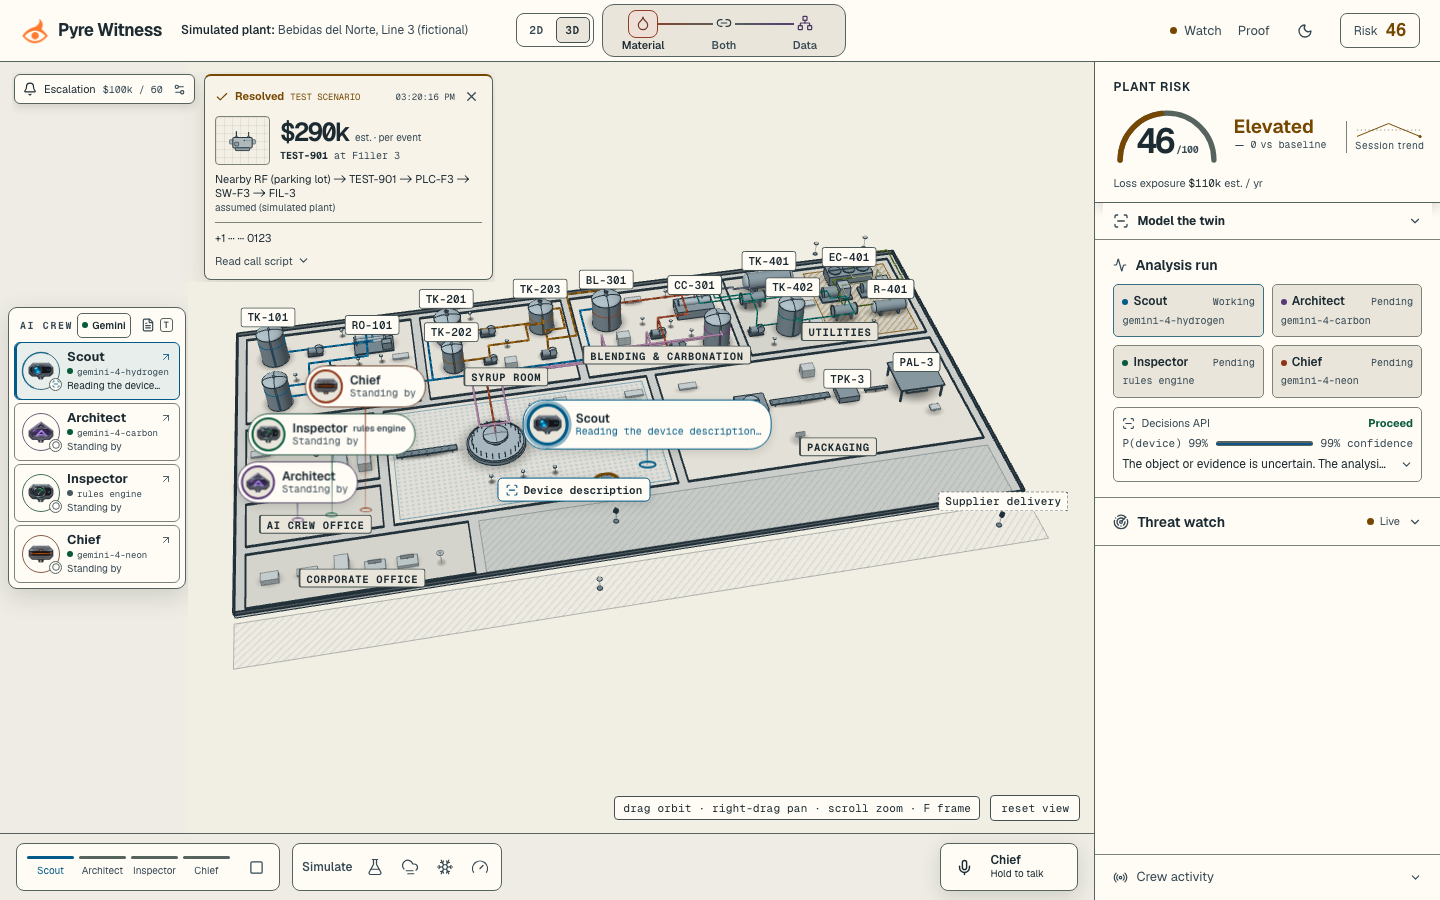 Pyre Witness
Simulated plant: Bebidas del Norte, Line 3 (fictional)
2D 3D
Material Both Data
Watch Proof
Risk 46
Escalation $100k / 60
Resolved TEST SCENARIO 03:20:16 PM
$290k est. · per event
TEST-901 at Filler 3
Nearby RF (parking lot) → TEST-901 → PLC-F3 →
SW-F3 → FIL-3
assumed (simulated plant)
+1 ··· ··· 0123
Read call script
AI CREW Gemini T
Scout
gemini-4-hydrogen
Reading the device...
Architect
gemini-4-carbon
Standing by
Inspector
rules engine
Standing by
Chief
gemini-4-neon
Standing by
TK-101
RO-101
TK-201
TK-202
TK-203
BL-301
CC-301
TK-401
EC-401
TK-402
R-401
UTILITIES
BLENDING & CARBONATION
SYRUP ROOM
PAL-3
TPK-3
PACKAGING
Chief
Standing by
Inspector rules engine
Standing by
Architect
Standing by
Scout
Reading the device description...
Device description
AI CREW OFFICE
CORPORATE OFFICE
Supplier delivery
drag orbit · right-drag pan · scroll zoom · F frame
reset view
Scout Architect Inspector Chief
Simulate
Chief
Hold to talk
PLANT RISK
46 /100
Elevated
— 0 vs baseline
Session trend
Loss exposure $110k est. / yr
Model the twin
Analysis run
Scout Working
gemini-4-hydrogen
Architect Pending
gemini-4-carbon
Inspector Pending
rules engine
Chief Pending
gemini-4-neon
Decisions API Proceed
P(device) 99% 99% confidence
The object or evidence is uncertain. The analysi...
Threat watch Live
Crew activity